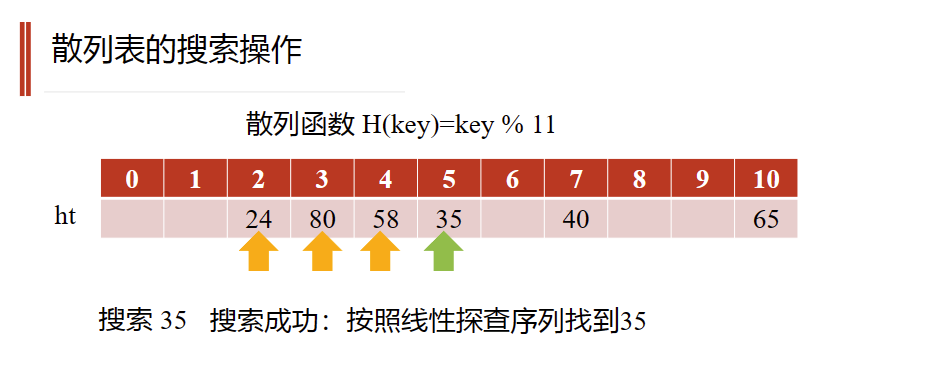 散列表的搜索操作
散列函数 H(key)=key % 11
0 1 2 3 4 5 6 7 8 9 10
ht 24 80 58 35 40 65
搜索 35 搜索成功：按照线性探查序列找到35